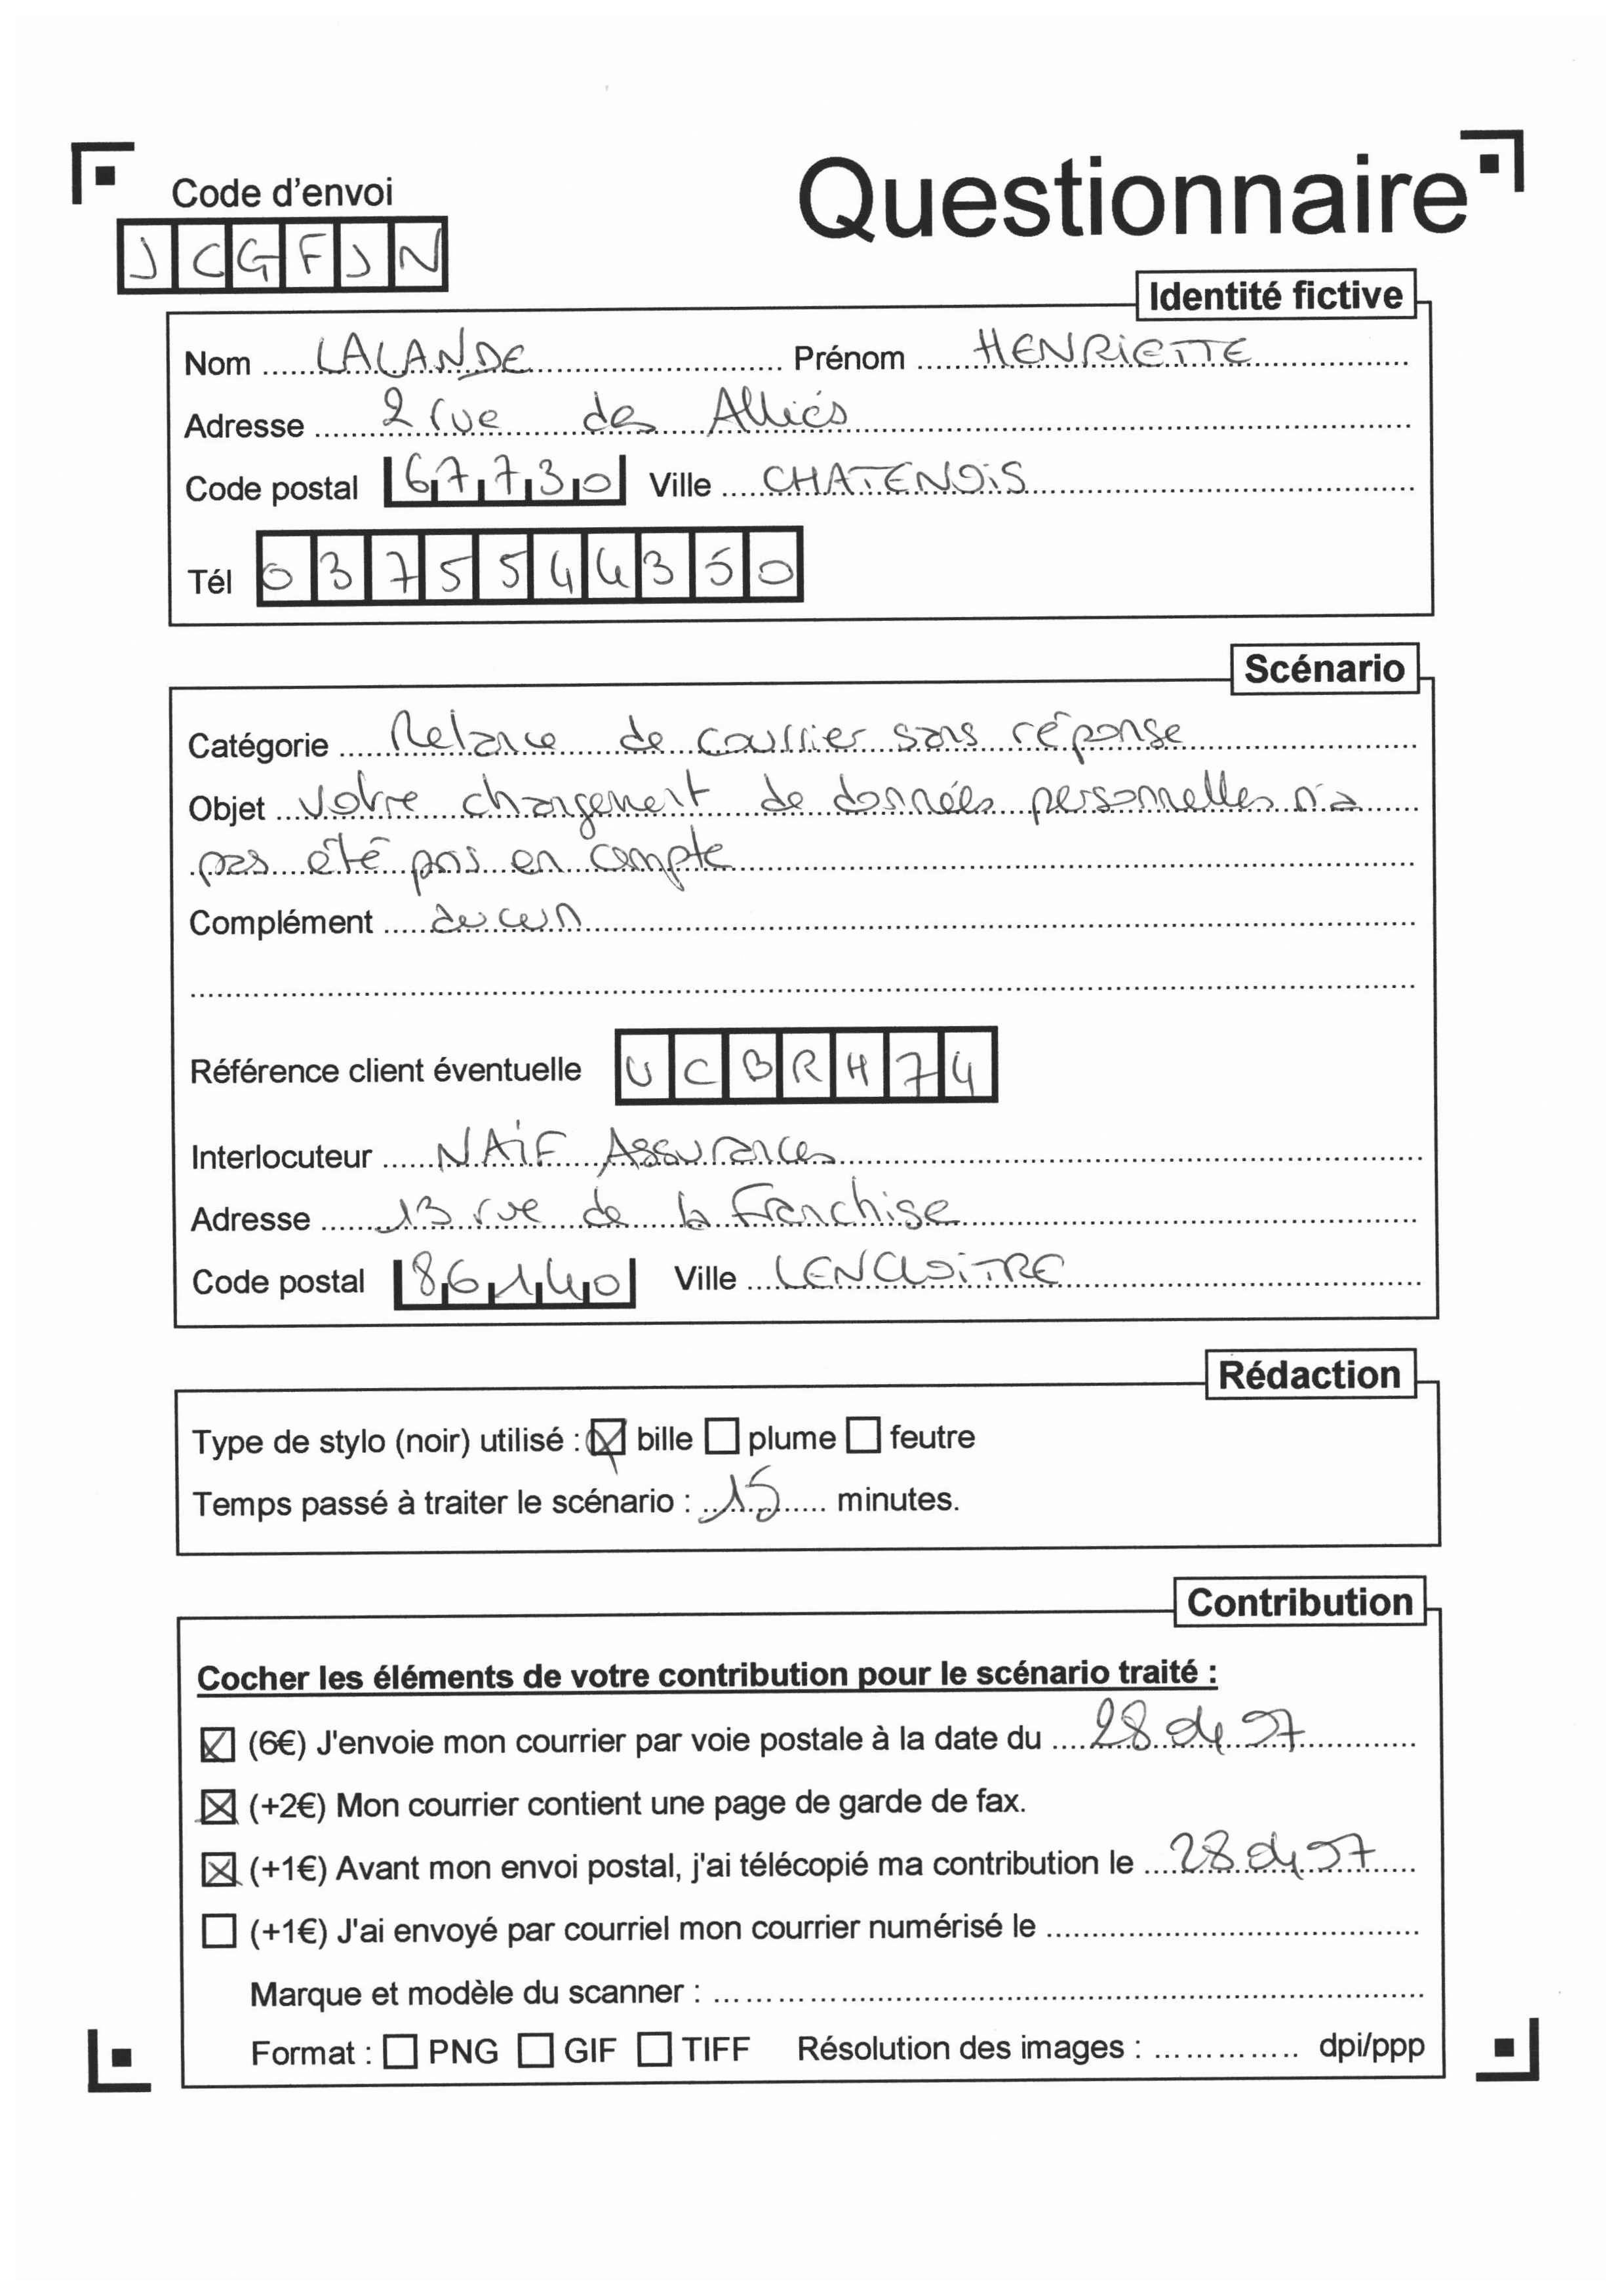 Code d'envoi
Questionnaire
J C G F J N
Identité fictive
Nom LALANDE Prénom HENRIETTE
Adresse 2 rue des Alliés
Code postal 67730 Ville CHATENOIS
Tél 0375544350
Scénario
Catégorie Relance de courrier sans réponse
Objet Votre changement de données personnelles n'a
pas été pris en compte
Complément aucun
Référence client éventuelle UCBRH74
Interlocuteur NAIF Assurances
Adresse 13 rue de la Franchise
Code postal 86140 Ville LENCLOITRE
Rédaction
Type de stylo (noir) utilisé : bille plume feutre
Temps passé à traiter le scénario : 15 minutes.
Contribution
Cocher les éléments de votre contribution pour le scénario traité :
(6€) J'envoie mon courrier par voie postale à la date du 28
(+2€) Mon courrier contient une page de garde de fax.
(+1€) Avant mon envoi postal, j'ai télécopié ma contribution le 28
(+1€) J'ai envoyé par courriel mon courrier numérisé le
Marque et modèle du scanner :
Format : PNG GIF TIFF Résolution des images : dpi/ppp